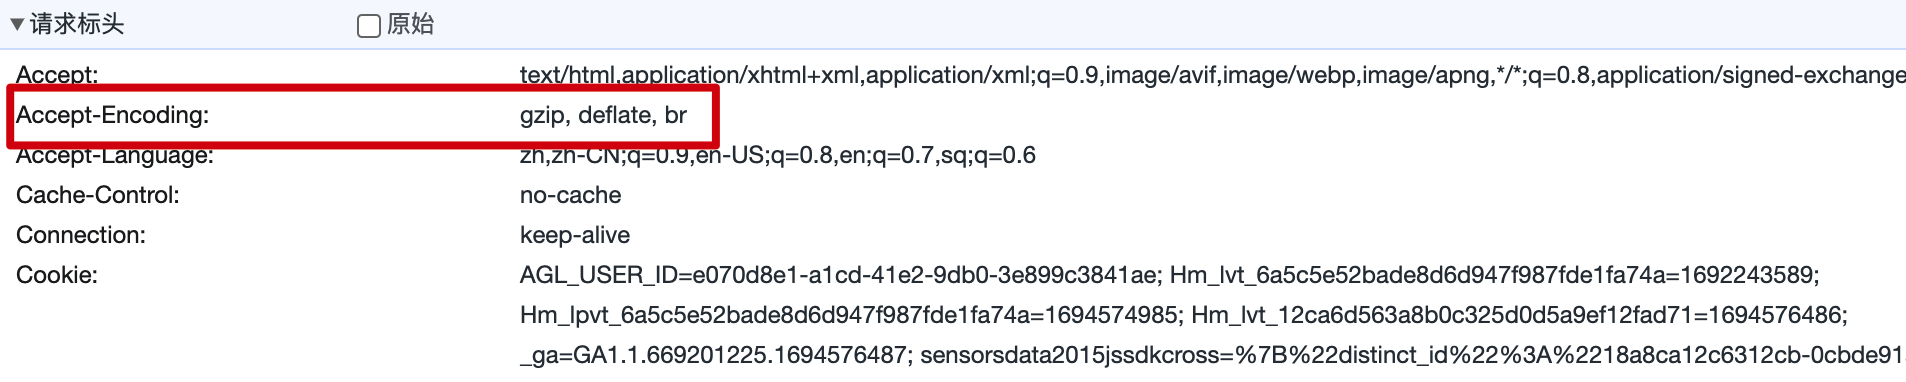 ▼请求标头 原始
Accept: text/html,application/xhtml+xml,application/xml;q=0.9,image/avif,image/webp,image/apng,*/*;q=0.8,application/signed-exchange
Accept-Encoding: gzip, deflate, br
Accept-Language: zh,zh-CN;q=0.9,en-US;q=0.8,en;q=0.7,sq;q=0.6
Cache-Control: no-cache
Connection: keep-alive
Cookie: AGL_USER_ID=e070d8e1-a1cd-41e2-9db0-3e899c3841ae; Hm_lvt_6a5c5e52bade8d6d947f987fde1fa74a=1692243589;
Hm_lpvt_6a5c5e52bade8d6d947f987fde1fa74a=1694574985; Hm_lvt_12ca6d563a8b0c325d0d5a9ef12fad71=1694576486;
_ga=GA1.1.669201225.1694576487; sensorsdata2015jssdkcross=%7B%22distinct_id%22%3A%2218a8ca12c6312cb-0cbde91